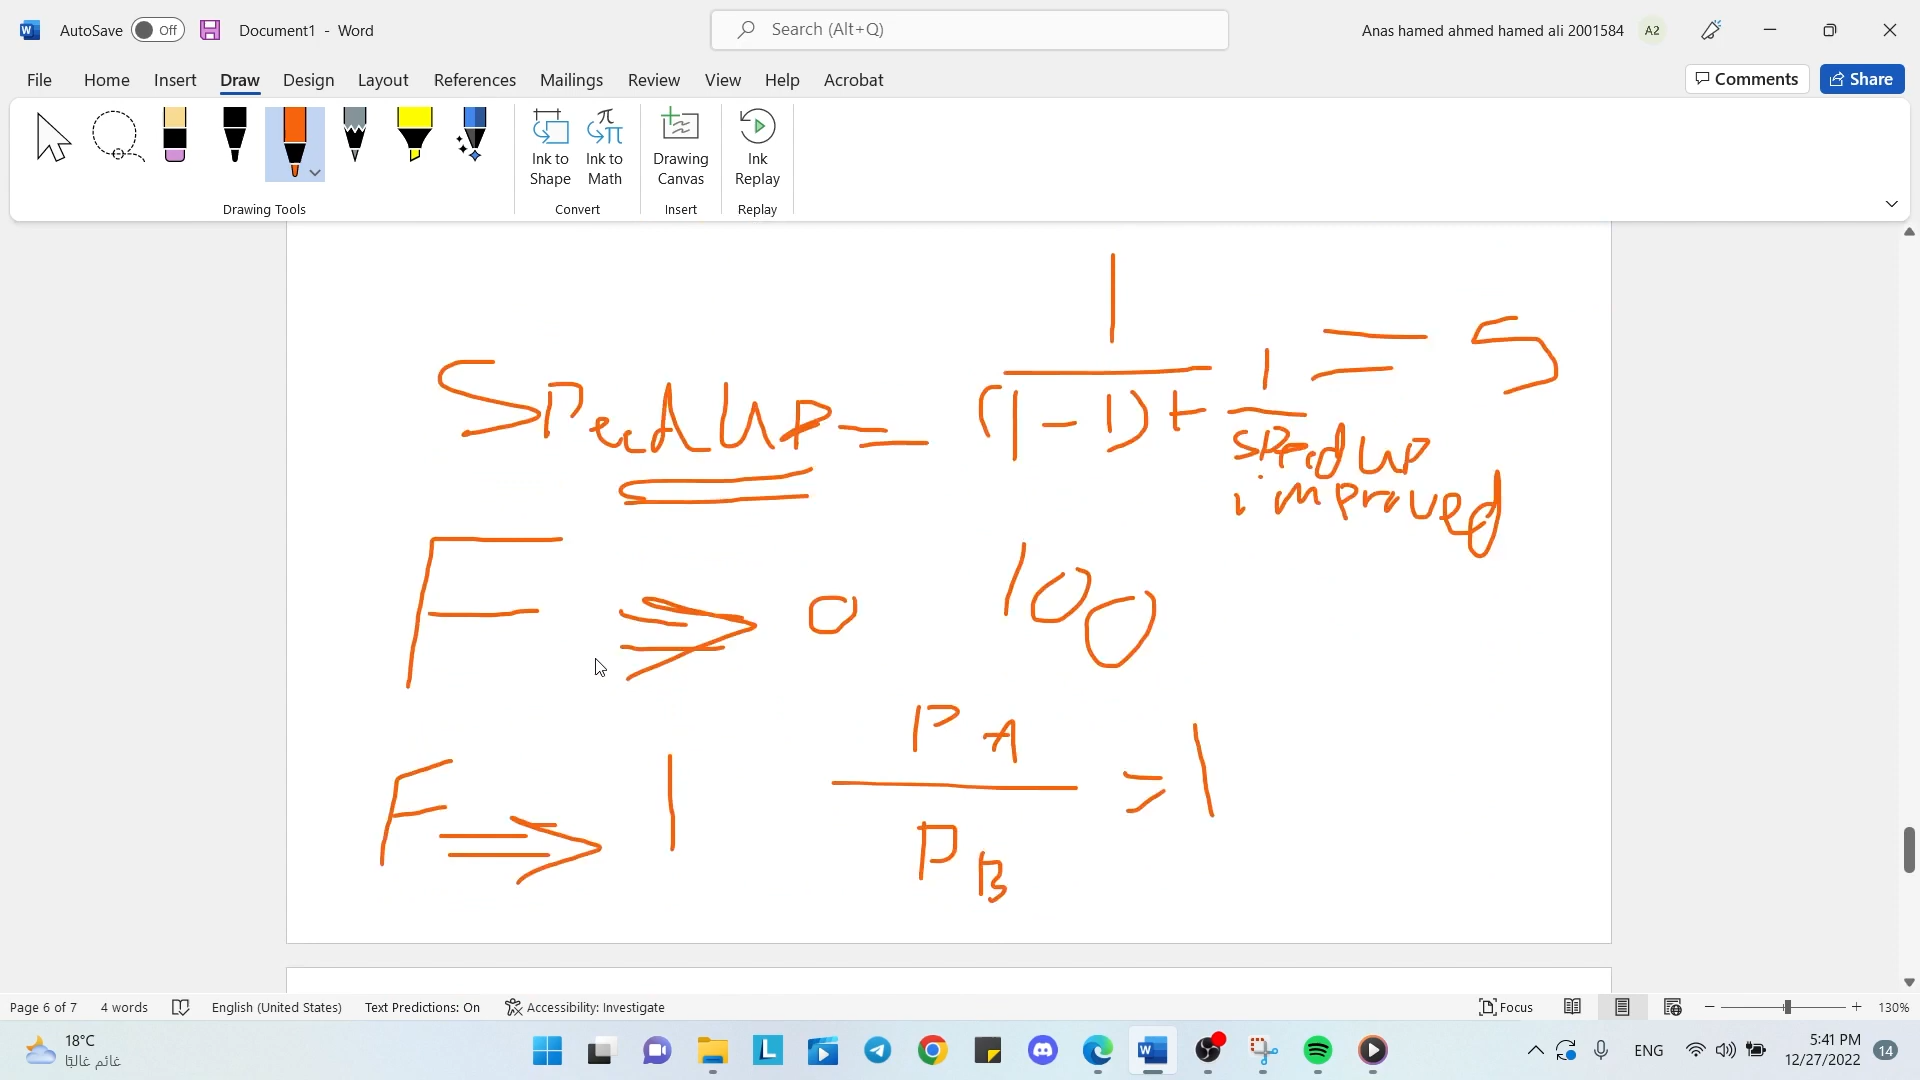 AutoSave Off Document1 - Word Search (Alt+Q) Anas hamed ahmed hamed ali 2001584 A2
File Home Insert Draw Design Layout References Mailings Review View Help Acrobat Comments Share
Ink to Shape
Ink to Math
Drawing Canvas
Ink Replay
Drawing Tools Convert Insert Replay
1
SPeedUP = (1-1)+ 1 = 5
speed up
improved
F ⇒ 0 100
F ⇒ 1 PA = 1
PB
Page 6 of 7 4 words English (United States) Text Predictions: On Accessibility: Investigate Focus 130%
18°C
غائم غالبًا
ENG
5:41 PM
12/27/2022
14